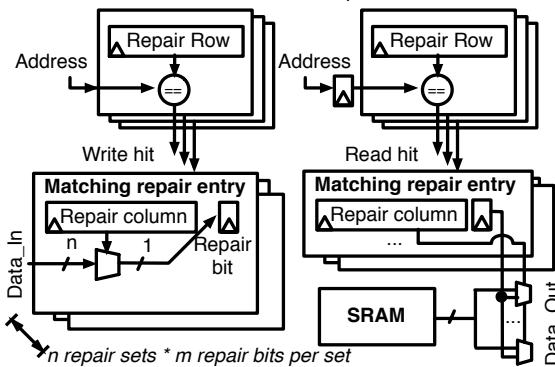 Repair Row
Address
==
Write hit
Matching repair entry
Repair column
n
1
Repair
bit
Data_In
n repair sets * m repair bits per set
Repair Row
Address
==
Read hit
Matching repair entry
Repair column
...
SRAM
...
Data_Out